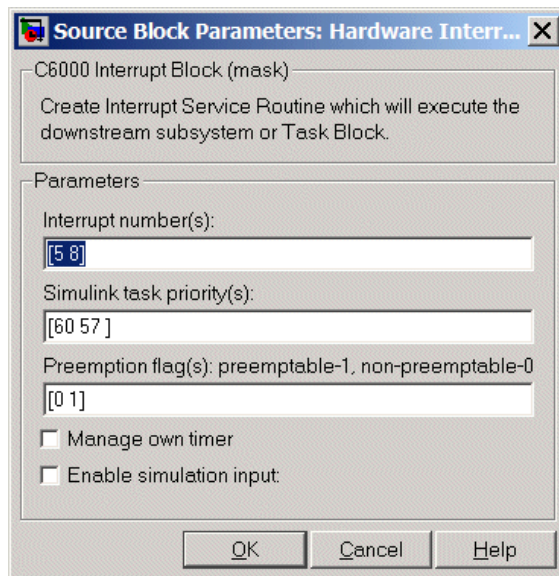 Source Block Parameters: Hardware Interr...
C6000 Interrupt Block (mask)
Create Interrupt Service Routine which will execute the
downstream subsystem or Task Block.
Parameters
Interrupt number(s):
[5 8]
Simulink task priority(s):
[60 57 ]
Preemption flag(s): preemptable-1, non-preemptable-0
[0 1]
Manage own timer
Enable simulation input:
OK Cancel Help